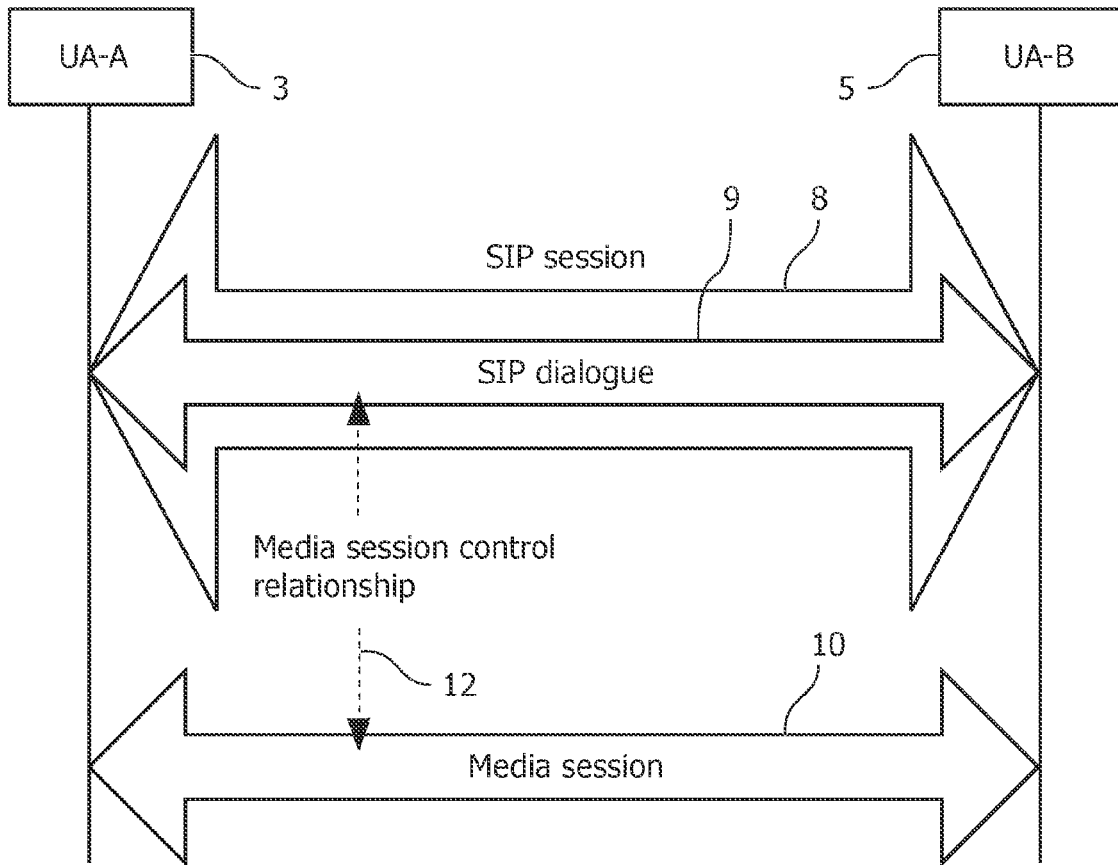 UA-A
3
5
UA-B
9
8
SIP session
SIP dialogue
Media session control
relationship
12
10
Media session